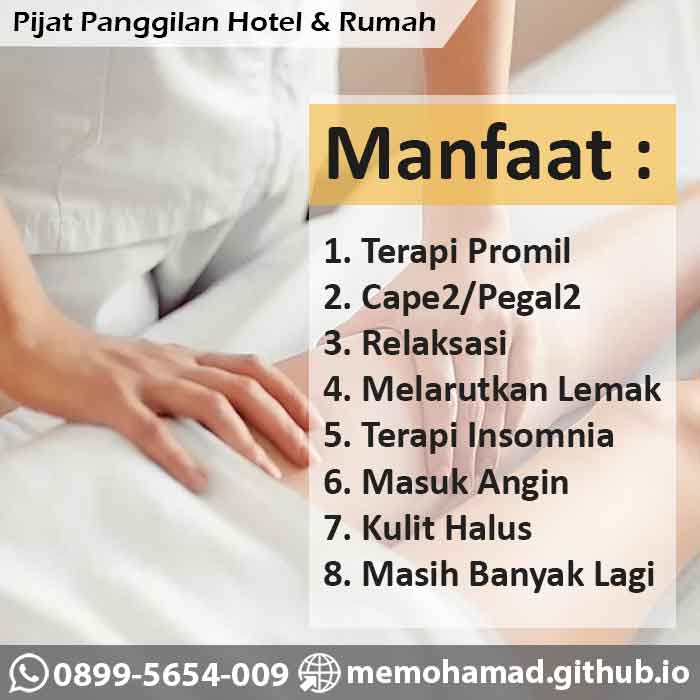 Pijat Panggilan Hotel & Rumah
Manfaat :
1. Terapi Promil
2. Cape2/Pegal2
3. Relaksasi
4. Melarutkan Lemak
5. Terapi Insomnia
6. Masuk Angin
7. Kulit Halus
8. Masih Banyak Lagi
0899-5654-009 memohamad.github.io